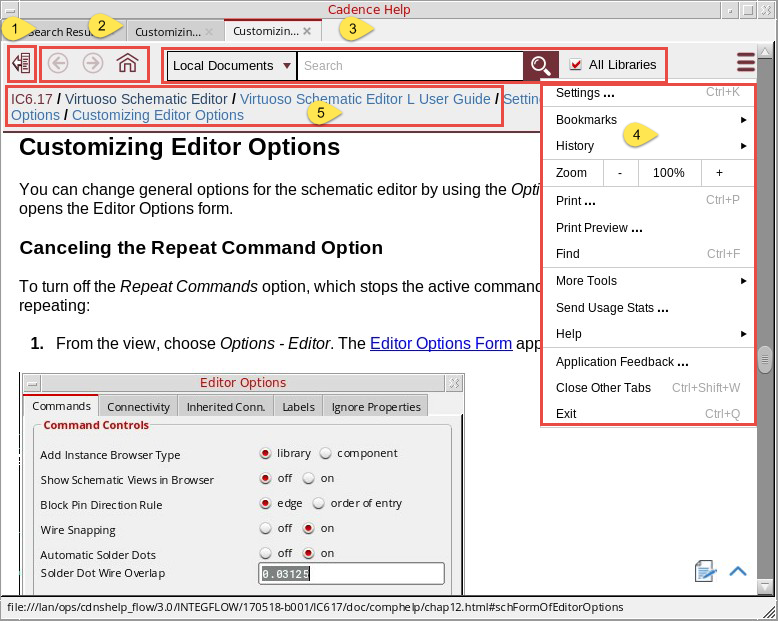 Cadence Help
1 Search Resu 2 Customizin... Customizin... 3
Local Documents Search All Libraries
IC6.17 / Virtuoso Schematic Editor / Virtuoso Schematic Editor L User Guide / Settin
Options / Customizing Editor Options 5
Settings ... Ctrl+K
Bookmarks
4
History
Zoom - 100% +
Print ... Ctrl+P
Print Preview ...
Find Ctrl+F
More Tools
Send Usage Stats ...
Help
Application Feedback ...
Close Other Tabs Ctrl+Shift+W
Exit Ctrl+Q
Customizing Editor Options
You can change general options for the schematic editor by using the Opti
opens the Editor Options form.
Canceling the Repeat Command Option
To turn off the Repeat Commands option, which stops the active command
repeating:
1. From the view, choose Options - Editor. The Editor Options Form app
Editor Options
Commands Connectivity Inherited Conn. Labels Ignore Properties
Command Controls
Add Instance Browser Type library component
Show Schematic Views in Browser off on
Block Pin Direction Rule edge order of entry
Wire Snapping off on
Automatic Solder Dots off on
Solder Dot Wire Overlap 0.03125
file:///lan/ops/cdnshelp_flow/3.0/INTEGFLOW/170518-b001/IC617/doc/comphelp/chap12.html#schFormOfEditorOptions